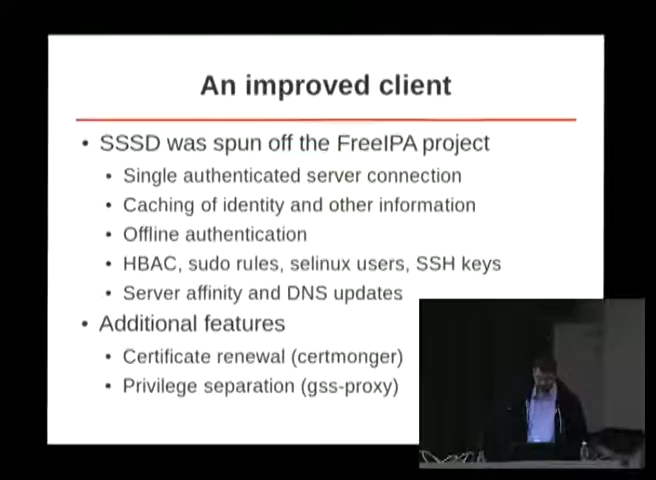 An improved client
• SSSD was spun off the FreeIPA project
• Single authenticated server connection
• Caching of identity and other information
• Offline authentication
• HBAC, sudo rules, selinux users, SSH keys
• Server affinity and DNS updates
• Additional features
• Certificate renewal (certmonger)
• Privilege separation (gss-proxy)